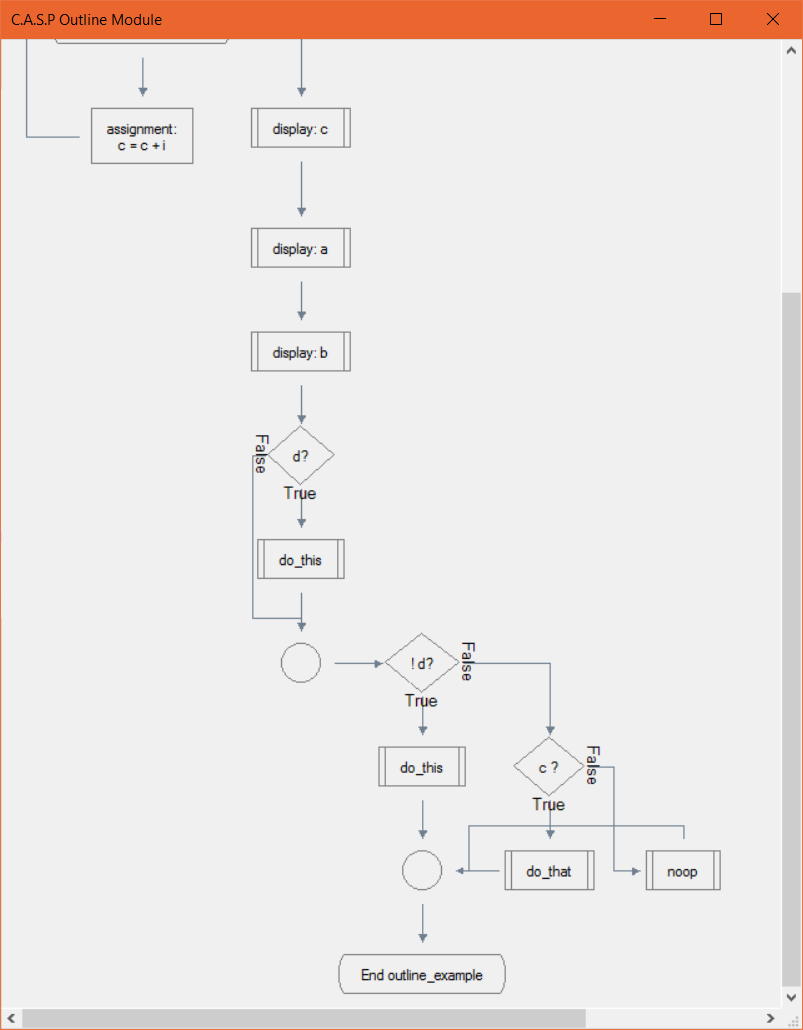 C.A.S.P Outline Module
assignment:
c = c + i
display: c
display: a
display: b
d?
False
True
do_this
! d?
False
True
do_this
c ?
False
True
do_that
noop
End outline_example